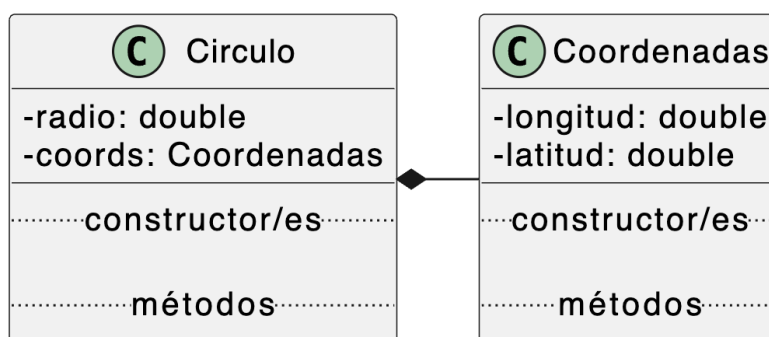 C Circulo
-radio: double
-coords: Coordenadas
constructor/es
métodos
C Coordenadas
-longitud: double
-latitud: double
constructor/es
métodos